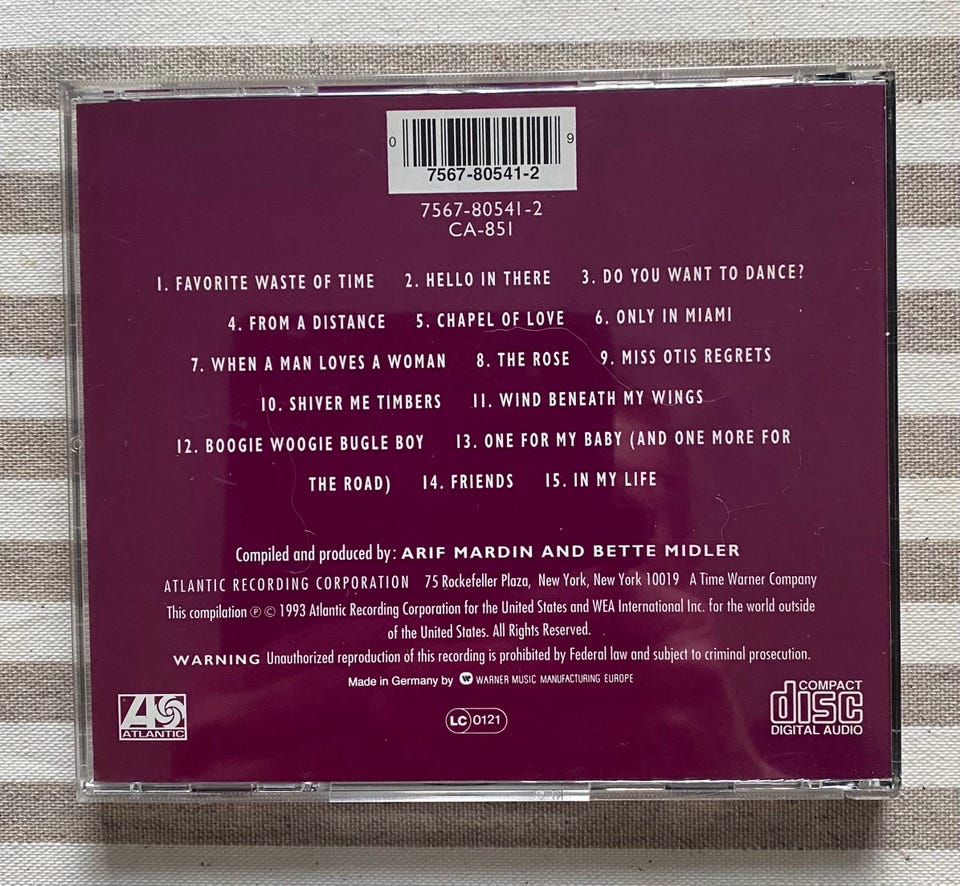 0 9
7567-80541-2
7567-80541-2
CA-851
1. FAVORITE WASTE OF TIME 2. HELLO IN THERE 3. DO YOU WANT TO DANCE?
4. FROM A DISTANCE 5. CHAPEL OF LOVE 6. ONLY IN MIAMI
7. WHEN A MAN LOVES A WOMAN 8. THE ROSE 9. MISS OTIS REGRETS
10. SHIVER ME TIMBERS 11. WIND BENEATH MY WINGS
12. BOOGIE WOOGIE BUGLE BOY 13. ONE FOR MY BABY (AND ONE MORE FOR
THE ROAD) 14. FRIENDS 15. IN MY LIFE
Compiled and produced by: ARIF MARDIN AND BETTE MIDLER
ATLANTIC RECORDING CORPORATION 75 Rockefeller Plaza, New York, New York 10019 A Time Warner Company
This compilation ℗ © 1993 Atlantic Recording Corporation for the United States and WEA International Inc. for the world outside
of the United States. All Rights Reserved.
WARNING Unauthorized reproduction of this recording is prohibited by Federal law and subject to criminal prosecution.
Made in Germany by WARNER MUSIC MANUFACTURING EUROPE
A ATLANTIC
LC 0121
COMPACT
disc
DIGITAL AUDIO